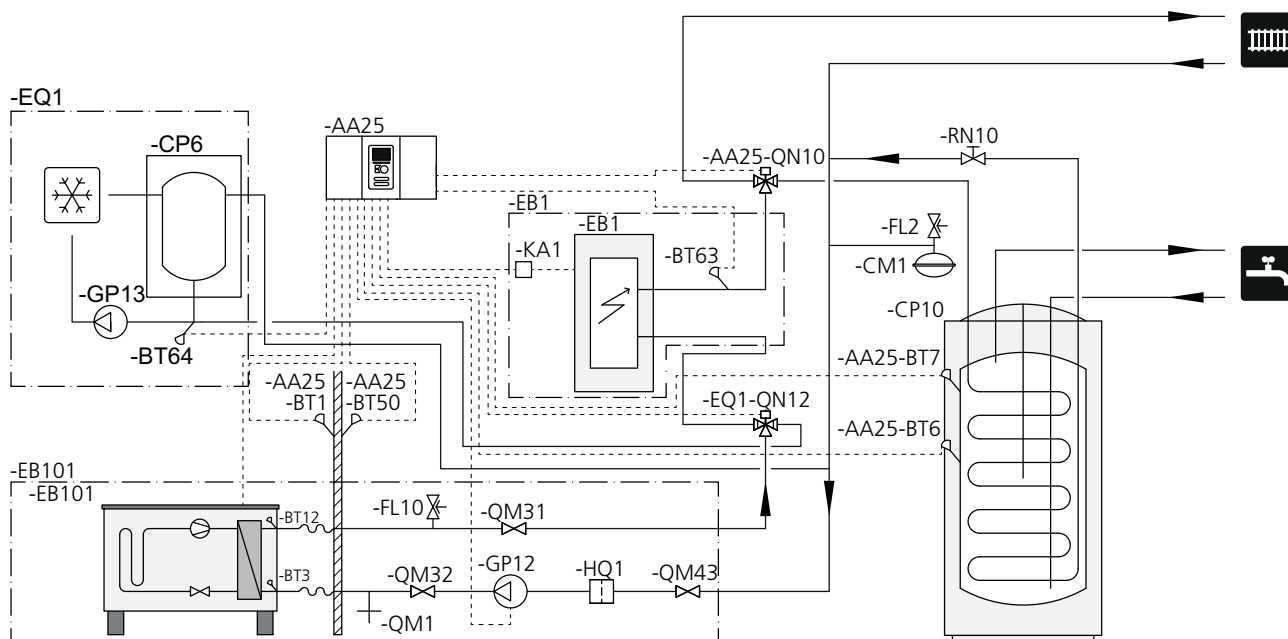 -EQ1
-CP6
-AA25
-RN10
-AA25-QN10
-EB1
-EB1
-FL2
-KA1
-BT63
-CM1
-GP13
-CP10
-BT64
-AA25-BT7
-AA25
-BT1
-AA25
-BT50
-EQ1-QN12
-AA25-BT6
-EB101
-EB101
-BT12
-FL10
-QM31
-BT3
-QM32
-GP12
-HQ1
-QM43
-QM1